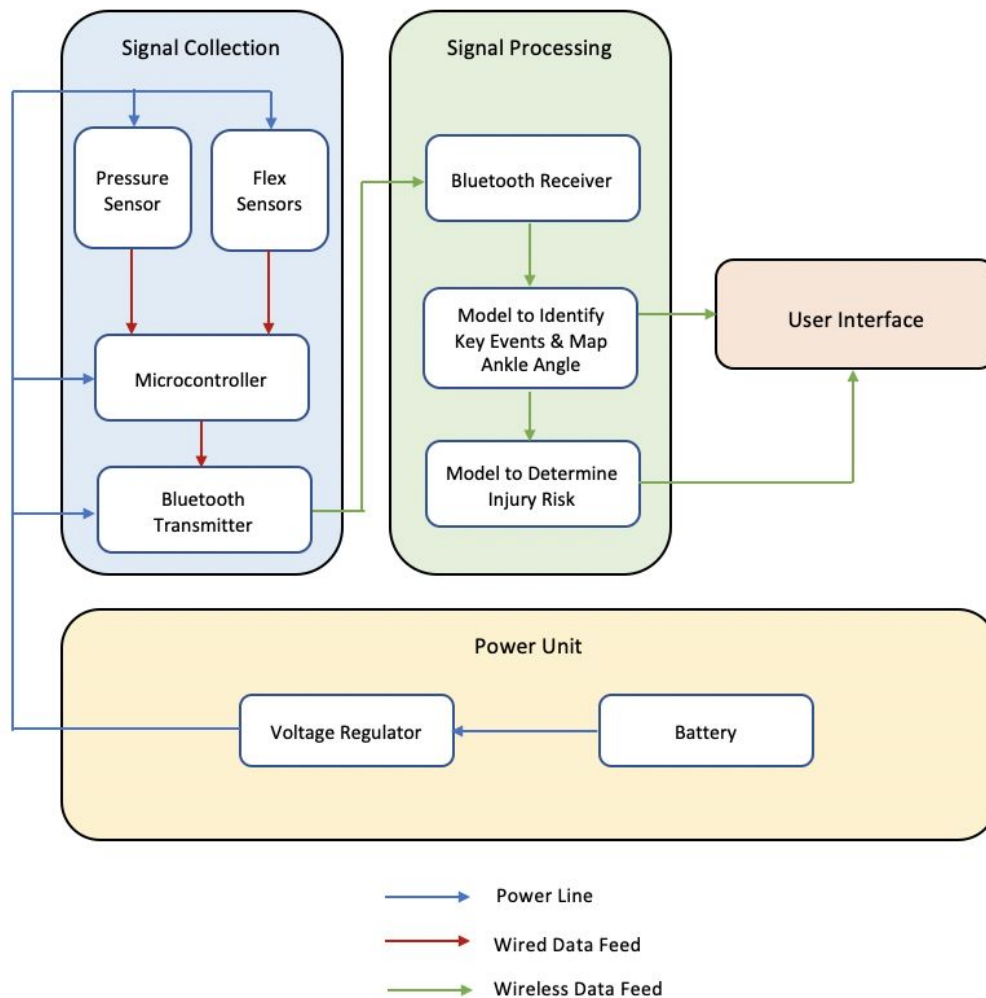 Signal Collection
Signal Processing
Pressure
Sensor
Flex
Sensors
Bluetooth Receiver
Model to Identify
Key Events & Map
Ankle Angle
User Interface
Microcontroller
Model to Determine
Injury Risk
Bluetooth
Transmitter
Power Unit
Voltage Regulator
Battery
Power Line
Wired Data Feed
Wireless Data Feed